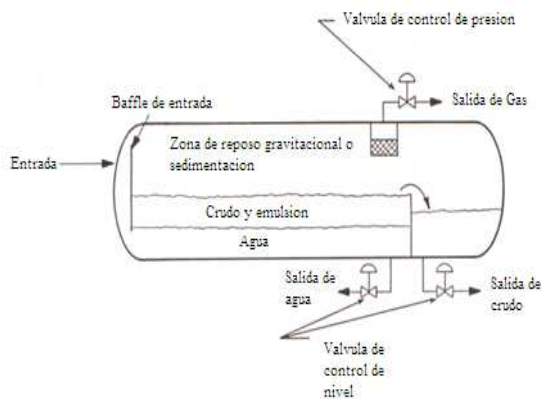 Valvula de control de presion
Salida de Gas
Baffle de entrada
Zona de reposo gravitacional o
sedimentacion
Entrada
Crudo y emulsion
Agua
Salida de
agua
Salida de
crudo
Valvula de
control de
nivel